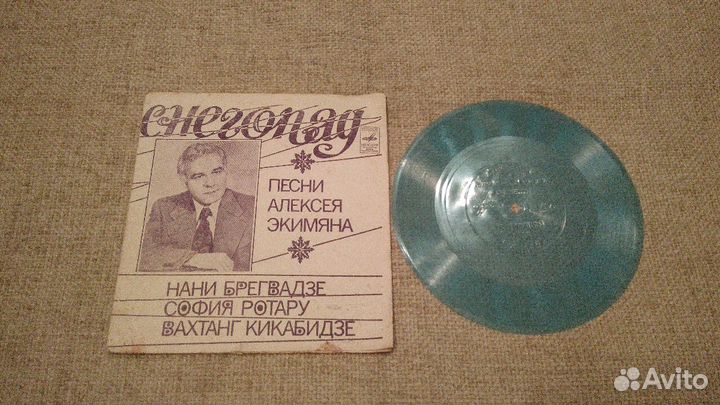 Снегопад
ПЕСНИ
АЛЕКСЕЯ
ЭКИМЯНА
НАНИ БРЕГВАДЗЕ
СОФИЯ РОТАРУ
ВАХТАНГ КИКАБИДЗЕ
Avito